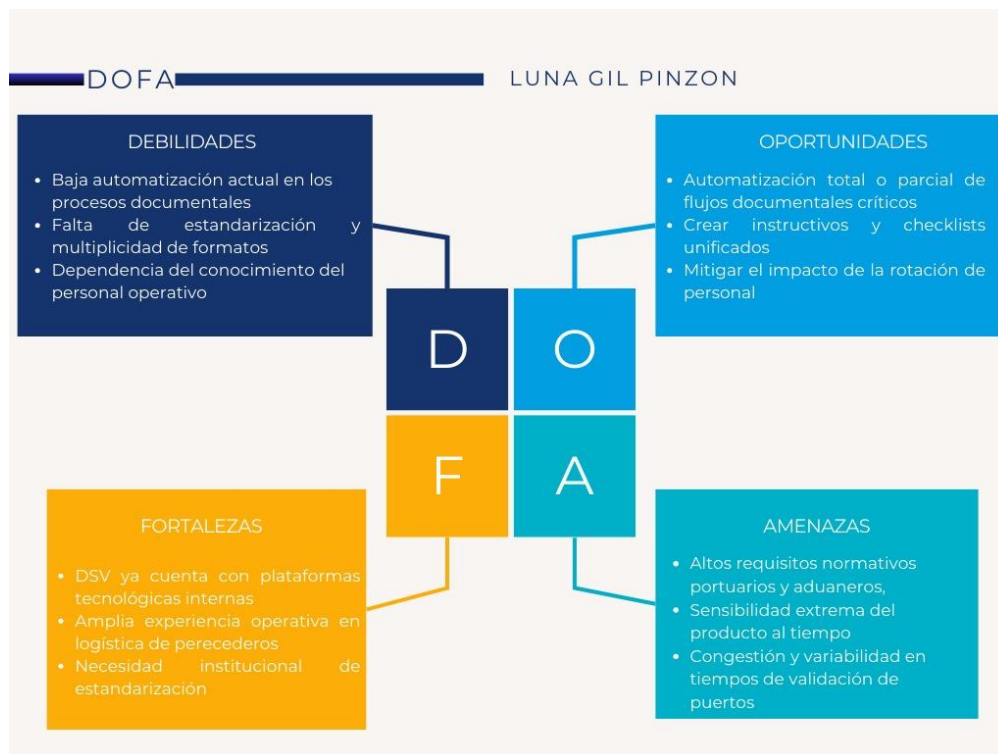 DOFA
LUNA GIL PINZON
DEBILIDADES
• Baja automatización actual en los
procesos documentales
• Falta de estandarización y
multiplicidad de formatos
• Dependencia del conocimiento del
personal operativo
OPORTUNIDADES
• Automatización total o parcial de
flujos documentales críticos
• Crear instructivos y checklists
unificados
• Mitigar el impacto de la rotación de
personal
D
O
F
A
FORTALEZAS
• DSV ya cuenta con plataformas
tecnológicas internas
• Amplia experiencia operativa en
logística de perecederos
• Necesidad institucional de
estandarización
AMENAZAS
• Altos requisitos normativos
portuarios y aduaneros,
• Sensibilidad extrema del
producto al tiempo
• Congestión y variabilidad en
tiempos de validación de
puertos